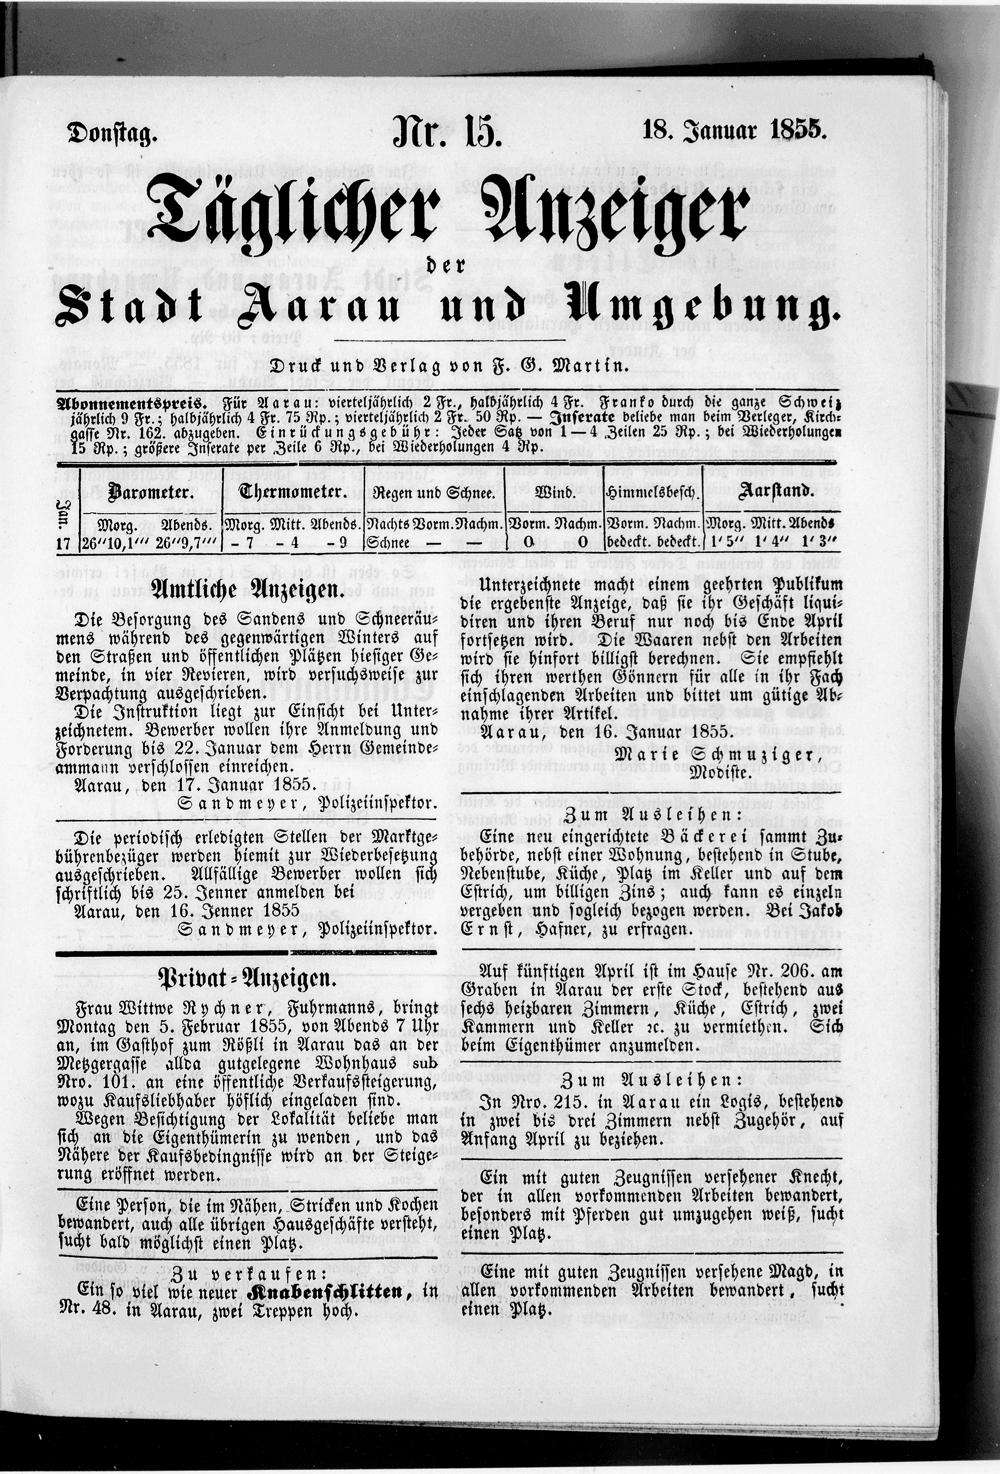 Donstag.
Nr. 15.
18. Januar 1855.
Täglicher Anzeiger
der
Stadt Aarau und Umgebung.
Druck und Verlag von F. G. Martin.
Abonnementspreis. Für Aarau: vierteljährlich 2 Fr., halbjährlich 4 Fr. Franko durch die ganze Schweiz
jährlich 9 Fr.; halbjährlich 4 Fr. 75 Rp.; vierteljährlich 2 Fr. 50 Rp. — Inserate beliebe man beim Verleger, Kirch-
gasse Nr. 162. abzugeben. Einrückungsgebühr: Jeder Satz von 1—4 Zeilen 25 Rp.; bei Wiederholungen
15 Rp.; größere Inserate per Zeile 6 Rp., bei Wiederholungen 4 Rp.
Jan. Barometer. Thermometer. Regen und Schnee. Wind. Himmelsbesch. Aarstand.
Morg. Abends. Morg. Mitt. Abends. Nachts Vorm. Nachm. Vorm. Nachm. Vorm. Nachm. Morg. Mitt. Abends
17 26"10,1"' 26"9,7"' – 7 – 4 – 9 Schnee — — 0 0 bedeckt. bedeckt. 1' 5" 1' 4" 1' 3"
Amtliche Anzeigen.
Die Besorgung des Sandens und Schneeräu-
mens während des gegenwärtigen Winters auf
den Straßen und öffentlichen Plätzen hiesiger Ge-
meinde, in vier Revieren, wird versuchsweise zur
Verpachtung ausgeschrieben.
Die Instruktion liegt zur Einsicht bei Unter-
zeichnetem. Bewerber wollen ihre Anmeldung und
Forderung bis 22. Januar dem Herrn Gemeinde-
ammann verschlossen einreichen.
Aarau, den 17. Januar 1855.
Sandmeyer, Polizeiinspektor.
Die periodisch erledigten Stellen der Marktge-
bührenbezüger werden hiemit zur Wiederbesetzung
ausgeschrieben. Allfällige Bewerber wollen sich
schriftlich bis 25. Jenner anmelden bei
Aarau, den 16. Jenner 1855
Sandmeyer, Polizeiinspektor.
Privat-Anzeigen.
Frau Wittwe Rychner, Fuhrmanns, bringt
Montag den 5. Februar 1855, von Abends 7 Uhr
an, im Gasthof zum Rößli in Aarau das an der
Metzgergasse allda gutgelegene Wohnhaus sub
Nro. 101. an eine öffentliche Verkaufssteigerung,
wozu Kaufsliebhaber höflich eingeladen sind.
Wegen Besichtigung der Lokalität beliebe man
sich an die Eigenthümerin zu wenden, und das
Nähere der Kaufsbedingnisse wird an der Steige-
rung eröffnet werden.
Eine Person, die im Nähen, Stricken und Kochen
bewandert, auch alle übrigen Hausgeschäfte versteht,
sucht bald möglichst einen Platz.
Zu verkaufen:
Ein so viel wie neuer Knabenschlitten, in
Nr. 48. in Aarau, zwei Treppen hoch.
Unterzeichnete macht einem geehrten Publikum
die ergebenste Anzeige, daß sie ihr Geschäft liqui-
diren und ihren Beruf nur noch bis Ende April
fortsetzen wird. Die Waaren nebst den Arbeiten
wird sie hinfort billigst berechnen. Sie empfiehlt
sich ihren werthen Gönnern für alle in ihr Fach
einschlagenden Arbeiten und bittet um gütige Ab-
nahme ihrer Artikel.
Aarau, den 16. Januar 1855.
Marie Schmuziger,
Modiste.
Zum Ausleihen:
Eine neu eingerichtete Bäckerei sammt Zu-
behörde, nebst einer Wohnung, bestehend in Stube,
Nebenstube, Küche, Platz im Keller und auf dem
Estrich, um billigen Zins; auch kann es einzeln
vergeben und sogleich bezogen werden. Bei Jakob
Ernst, Hafner, zu erfragen.
Auf künftigen April ist im Hause Nr. 206. am
Graben in Aarau der erste Stock, bestehend aus
sechs heizbaren Zimmern, Küche, Estrich, zwei
Kammern und Keller ꝛc. zu vermiethen. Sich
beim Eigenthümer anzumelden.
Zum Ausleihen:
In Nro. 215. in Aarau ein Logis, bestehend
in zwei bis drei Zimmern nebst Zugehör, auf
Anfang April zu beziehen.
Ein mit guten Zeugnissen versehener Knecht,
der in allen vorkommenden Arbeiten bewandert,
besonders mit Pferden gut umzugehen weiß, sucht
einen Platz.
Eine mit guten Zeugnissen versehene Magd, in
allen vorkommenden Arbeiten bewandert, sucht
einen Platz.